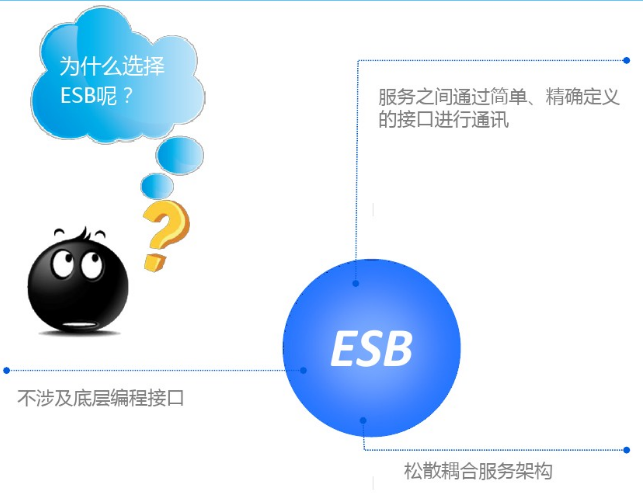 为什么选择
ESB呢？
服务之间通过简单、精确定义
的接口进行通讯
ESB
不涉及底层编程接口
松散耦合服务架构